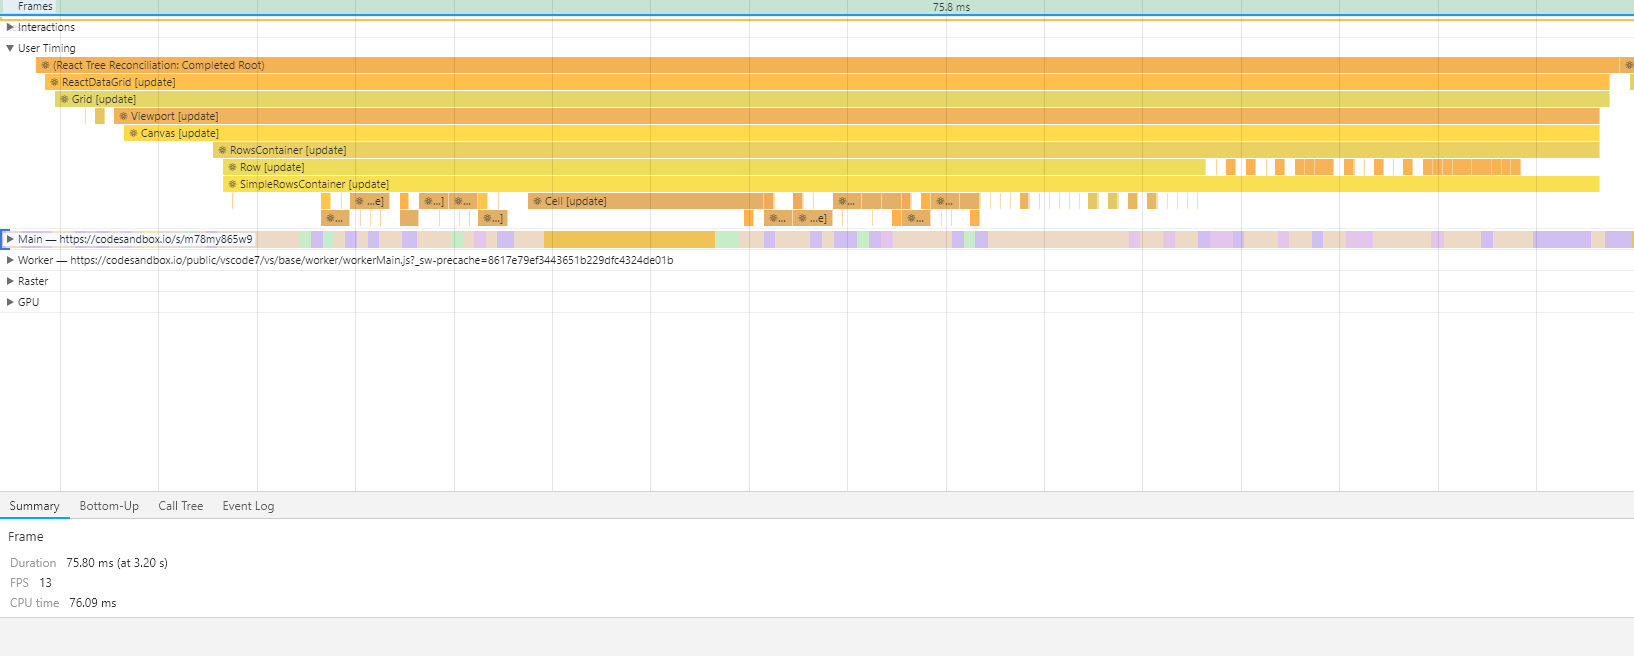 Frames 75.8 ms
Interactions
User Timing
(React Tree Reconciliation: Completed Root)
ReactDataGrid [update]
Grid [update]
Viewport [update]
Canvas [update]
RowsContainer [update]
Row [update]
SimpleRowsContainer [update]
...e] ...] ... Cell [update] ... ...
... ...] ... ...e] ...
Main — https://codesandbox.io/s/m78my865w9
Worker — https://codesandbox.io/public/vscode7/vs/base/worker/workerMain.js?_sw-precache=8617e79ef3443651b229dfc4324de01b
Raster
GPU
Summary Bottom-Up Call Tree Event Log
Frame
Duration 75.80 ms (at 3.20 s)
FPS 13
CPU time 76.09 ms